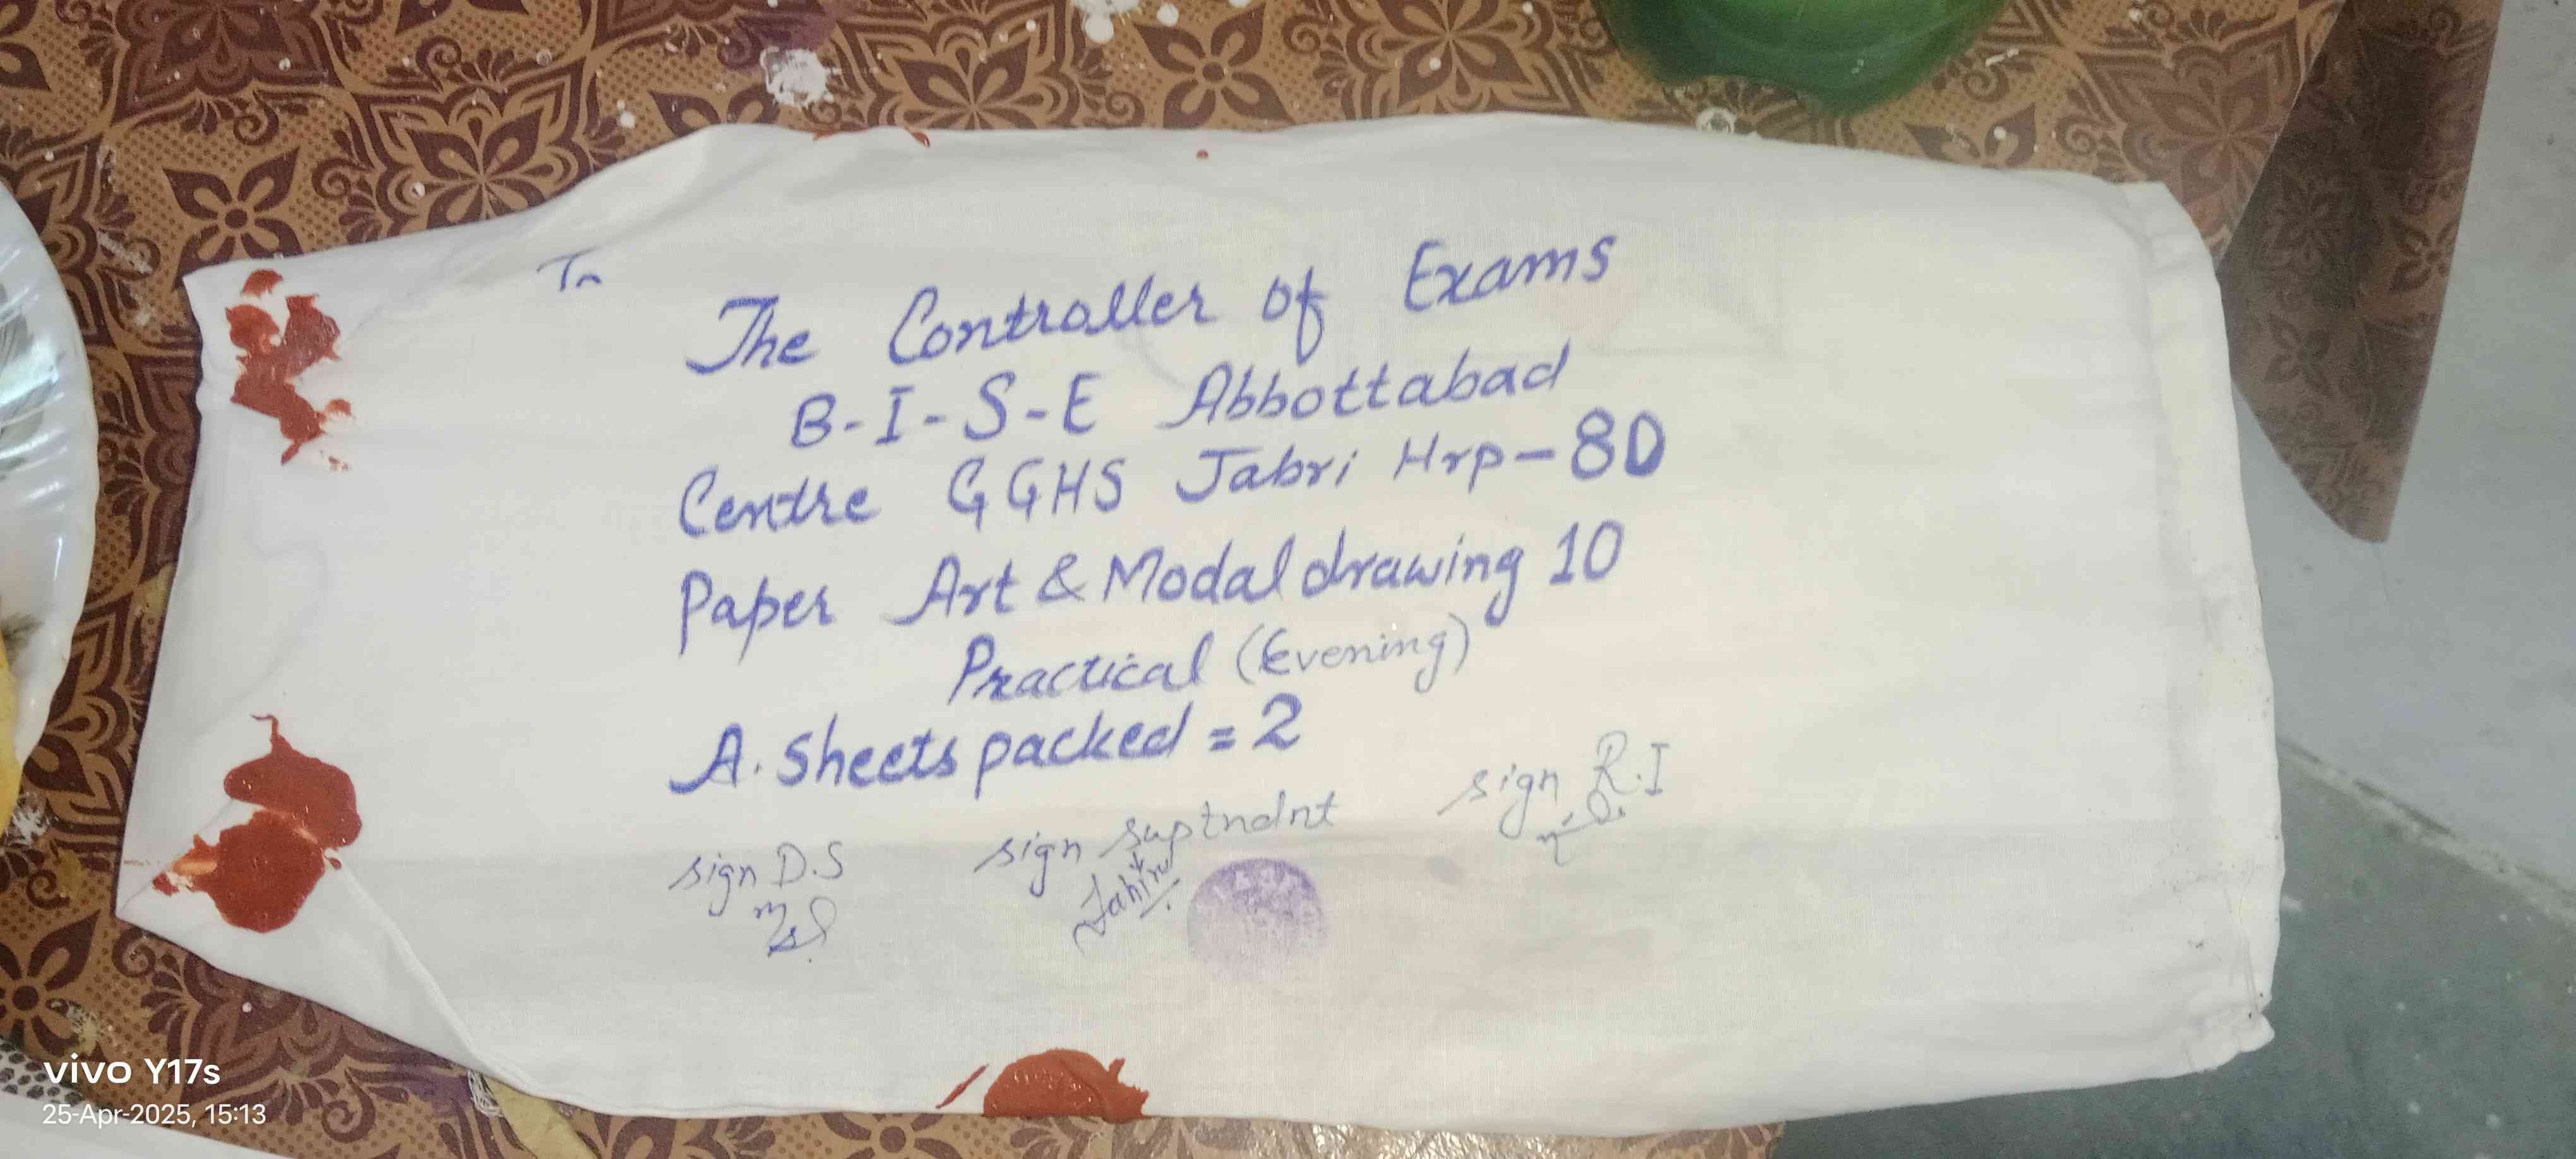 To
The Controller of Exams
B-I-S-E Abbottabad
Centre GGHS Jabri Hrp-80
Paper Art & Modal drawing 10
Practical (Evening)
A. Sheets packed = 2
sign D.S
sign suptndnt
sign R.I
vivo Y17s
25-Apr-2025, 15:13